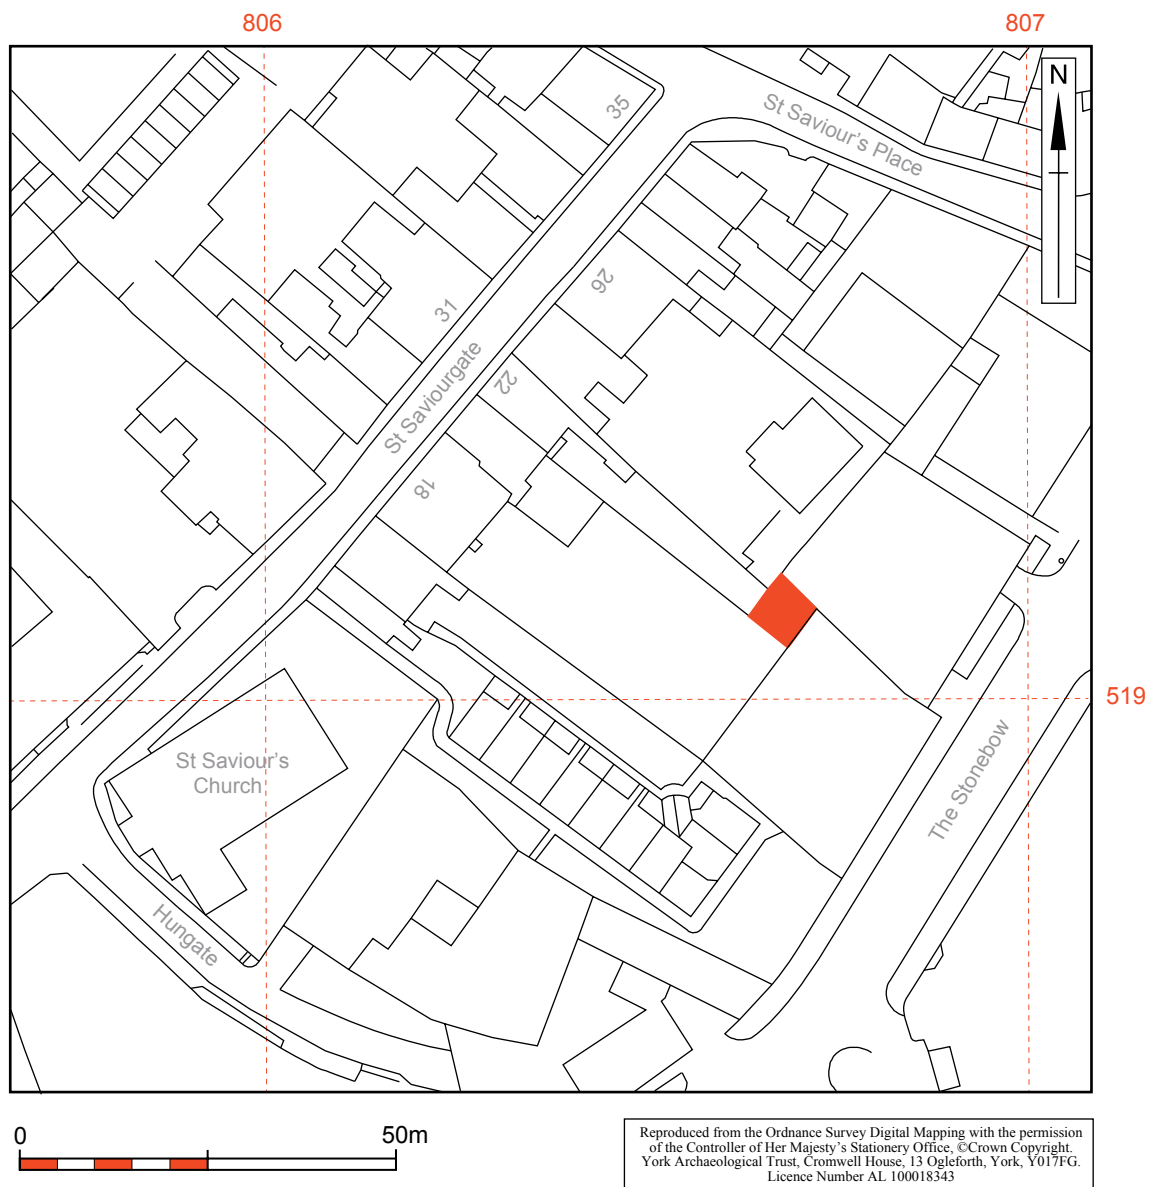 806
807
N
35
St Saviour's Place
26
31
St Saviourgate
22
18
519
St Saviour's
Church
The Stonebow
Hungate
0
50m
Reproduced from the Ordnance Survey Digital Mapping with the permission
of the Controller of Her Majesty's Stationery Office, ©Crown Copyright.
York Archaeological Trust, Cromwell House, 13 Ogleforth, York, Y017FG.
Licence Number AL 100018343